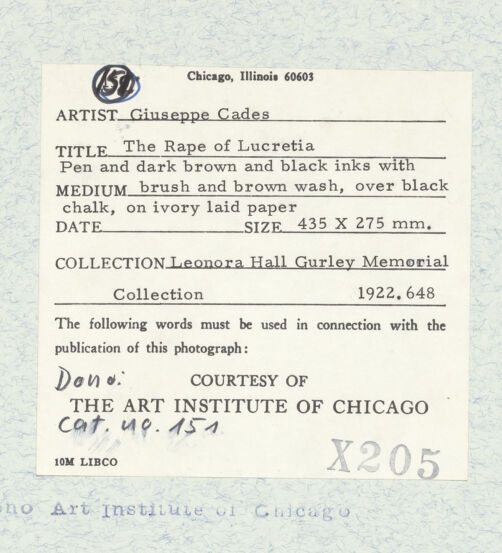 151
Chicago, Illinois 60603
ARTIST Giuseppe Cades
TITLE The Rape of Lucretia
Pen and dark brown and black inks with
MEDIUM brush and brown wash, over black
chalk, on ivory laid paper
DATE SIZE 435 X 275 mm.
COLLECTION Leonora Hall Gurley Memorial
Collection 1922.648
The following words must be used in connection with the
publication of this photograph:
COURTESY OF
THE ART INSTITUTE OF CHICAGO
Cat. no. 151
10M LIBCO X205
Art Institute of Chicago